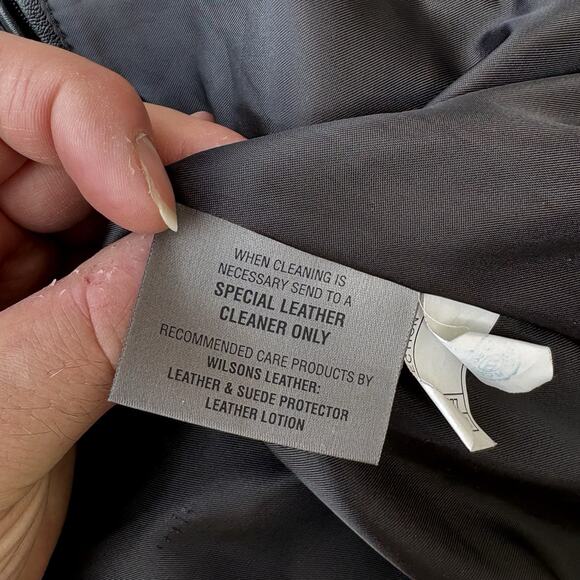 WHEN CLEANING IS
NECESSARY SEND TO A
SPECIAL LEATHER
CLEANER ONLY
RECOMMENDED CARE PRODUCTS BY
WILSONS LEATHER:
LEATHER & SUEDE PROTECTOR
LEATHER LOTION